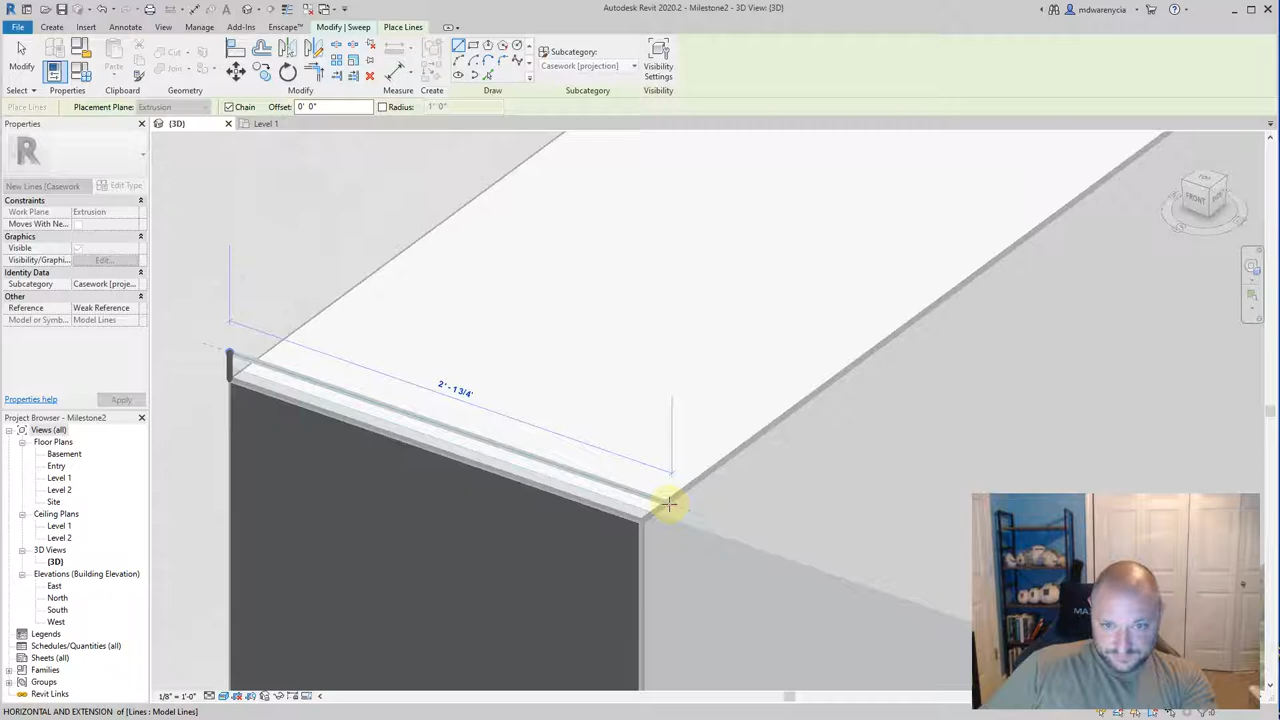 Autodesk Revit 2020.2 - Milestone2 - 3D View: {3D}
mdwarenycia
File Create Insert Annotate View Manage Add-Ins Enscape™ Modify | Sweep Place Lines
Modify
Paste
Cut
Join
Subcategory:
Casework [projection]
Visibility
Settings
Select Properties Clipboard Geometry Modify Measure Create Draw Subcategory Visibility
Place Lines Placement Plane: Extrusion Chain Offset: 0' 0" Radius: 1' 0"
Properties
{3D}
Level 1
New Lines [Casework Edit Type
Constraints
Work Plane Extrusion
Moves With Ne...
Graphics
Visible
Visibility/Graphi... Edit...
Identity Data
Subcategory Casework [proje...
Other
Reference Weak Reference
Model or Symb... Model Lines
Properties help Apply
Project Browser - Milestone2
Views (all)
Floor Plans
Basement
Entry
Level 1
Level 2
Site
Ceiling Plans
Level 1
Level 2
3D Views
{3D}
Elevations (Building Elevation)
East
North
South
West
Legends
Schedules/Quantities (all)
Sheets (all)
Families
Groups
Revit Links
2' - 1 3/4"
FRONT
1/8" = 1'-0"
HORIZONTAL AND EXTENSION of [Lines : Model Lines]